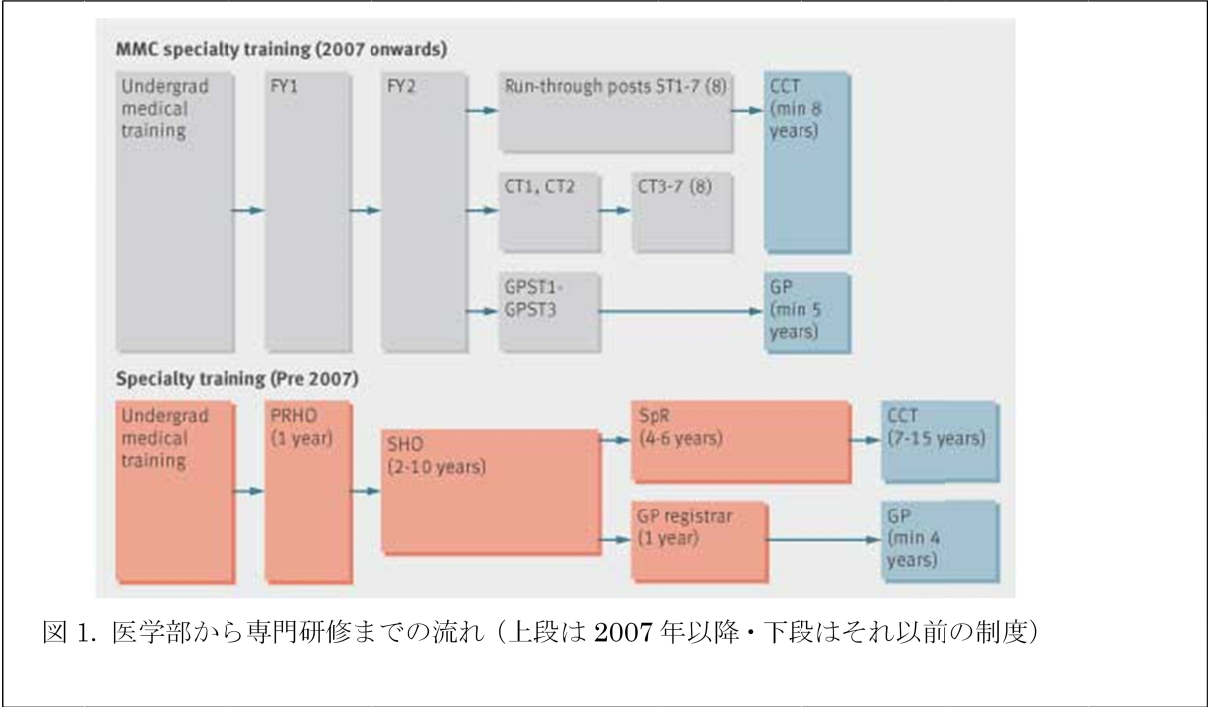 MMC specialty training (2007 onwards)
Undergrad
medical
training
FY1
FY2
Run-through posts ST1-7 (8)
CCT
(min 8
years)
CT1, CT2
CT3-7 (8)
GPST1-
GPST3
GP
(min 5
years)
Specialty training (Pre 2007)
Undergrad
medical
training
PRHO
(1 year)
SHO
(2-10 years)
SpR
(4-6 years)
CCT
(7-15 years)
GP registrar
(1 year)
GP
(min 4
years)
図 1. 医学部から専門研修までの流れ（上段は 2007 年以降・下段はそれ以前の制度）